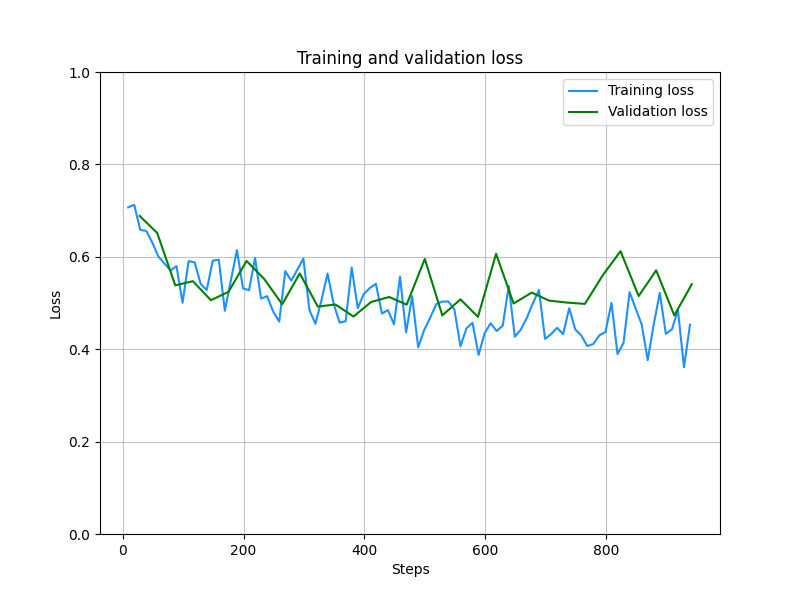 Training and validation loss
1.0
Training loss
Validation loss
0.8
0.6
Loss
0.4
0.2
0.0
0 200 400 600 800
Steps